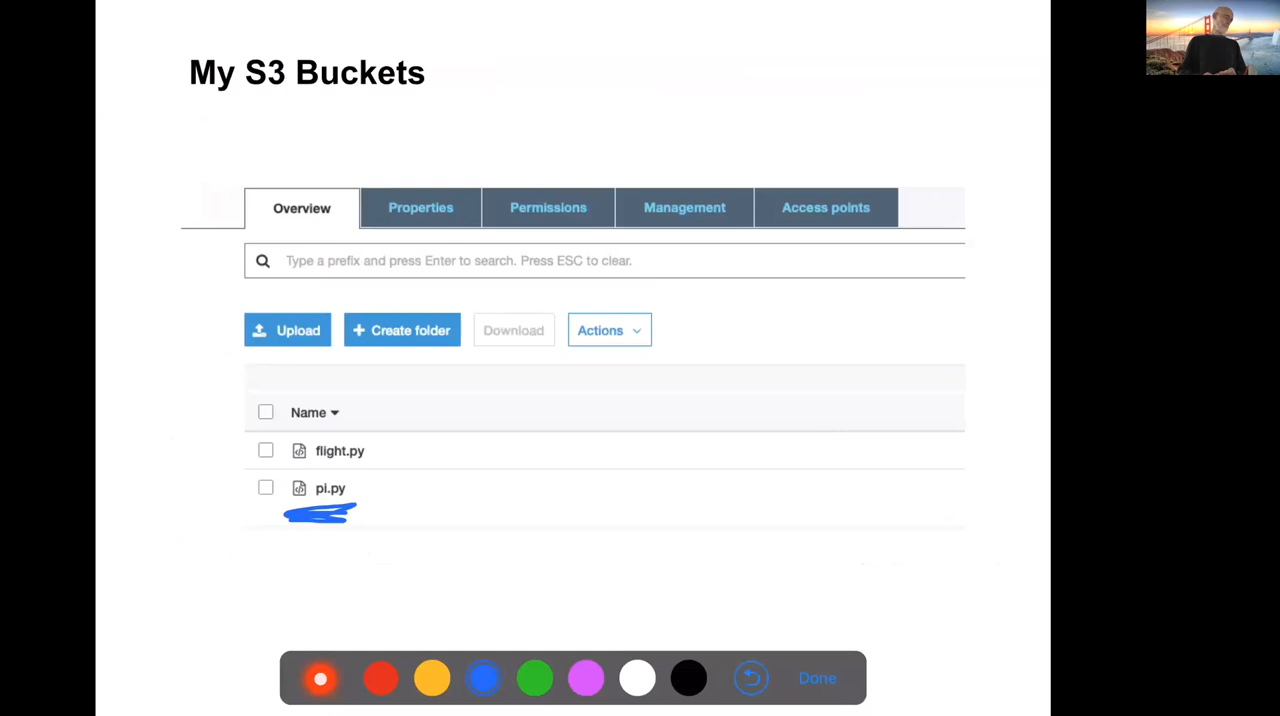 My S3 Buckets
Overview Properties Permissions Management Access points
Type a prefix and press Enter to search. Press ESC to clear.
Upload + Create folder Download Actions
Name
flight.py
pi.py
Done